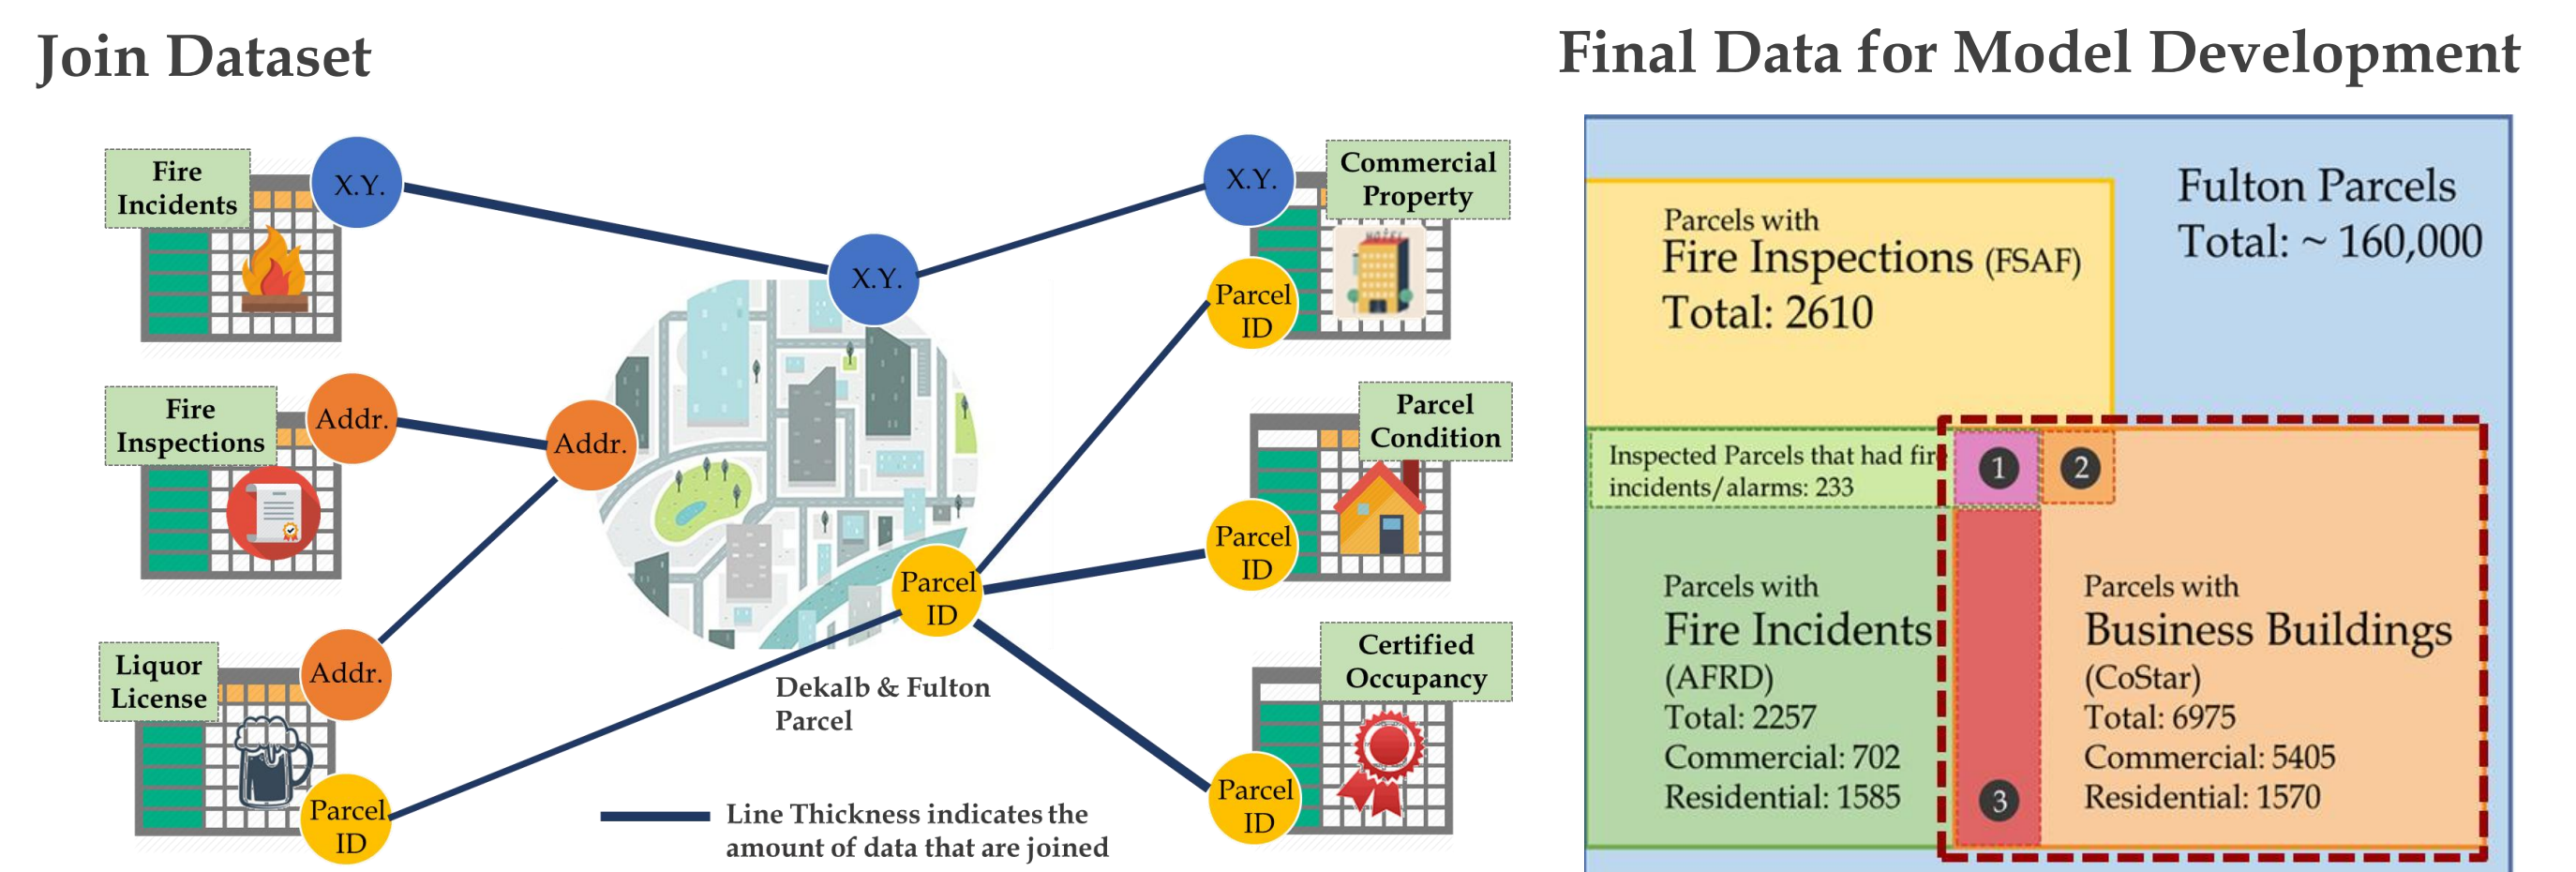 Join Dataset
Final Data for Model Development
Fire
Incidents
X.Y.
Fire
Inspections
Addr.
Liquor
License
Addr.
Parcel
ID
X.Y.
Addr.
Parcel
ID
Dekalb & Fulton
Parcel
Line Thickness indicates the
amount of data that are joined
X.Y.
Commercial
Property
HOTEL
Parcel
ID
Parcel
Condition
Parcel
ID
Certified
Occupancy
Parcel
ID
Fulton Parcels
Total: ~ 160,000
Parcels with
Fire Inspections (FSAF)
Total: 2610
Inspected Parcels that had fire
incidents/alarms: 233
1
2
Parcels with
Fire Incidents
(AFRD)
Total: 2257
Commercial: 702
Residential: 1585
3
Parcels with
Business Buildings
(CoStar)
Total: 6975
Commercial: 5405
Residential: 1570